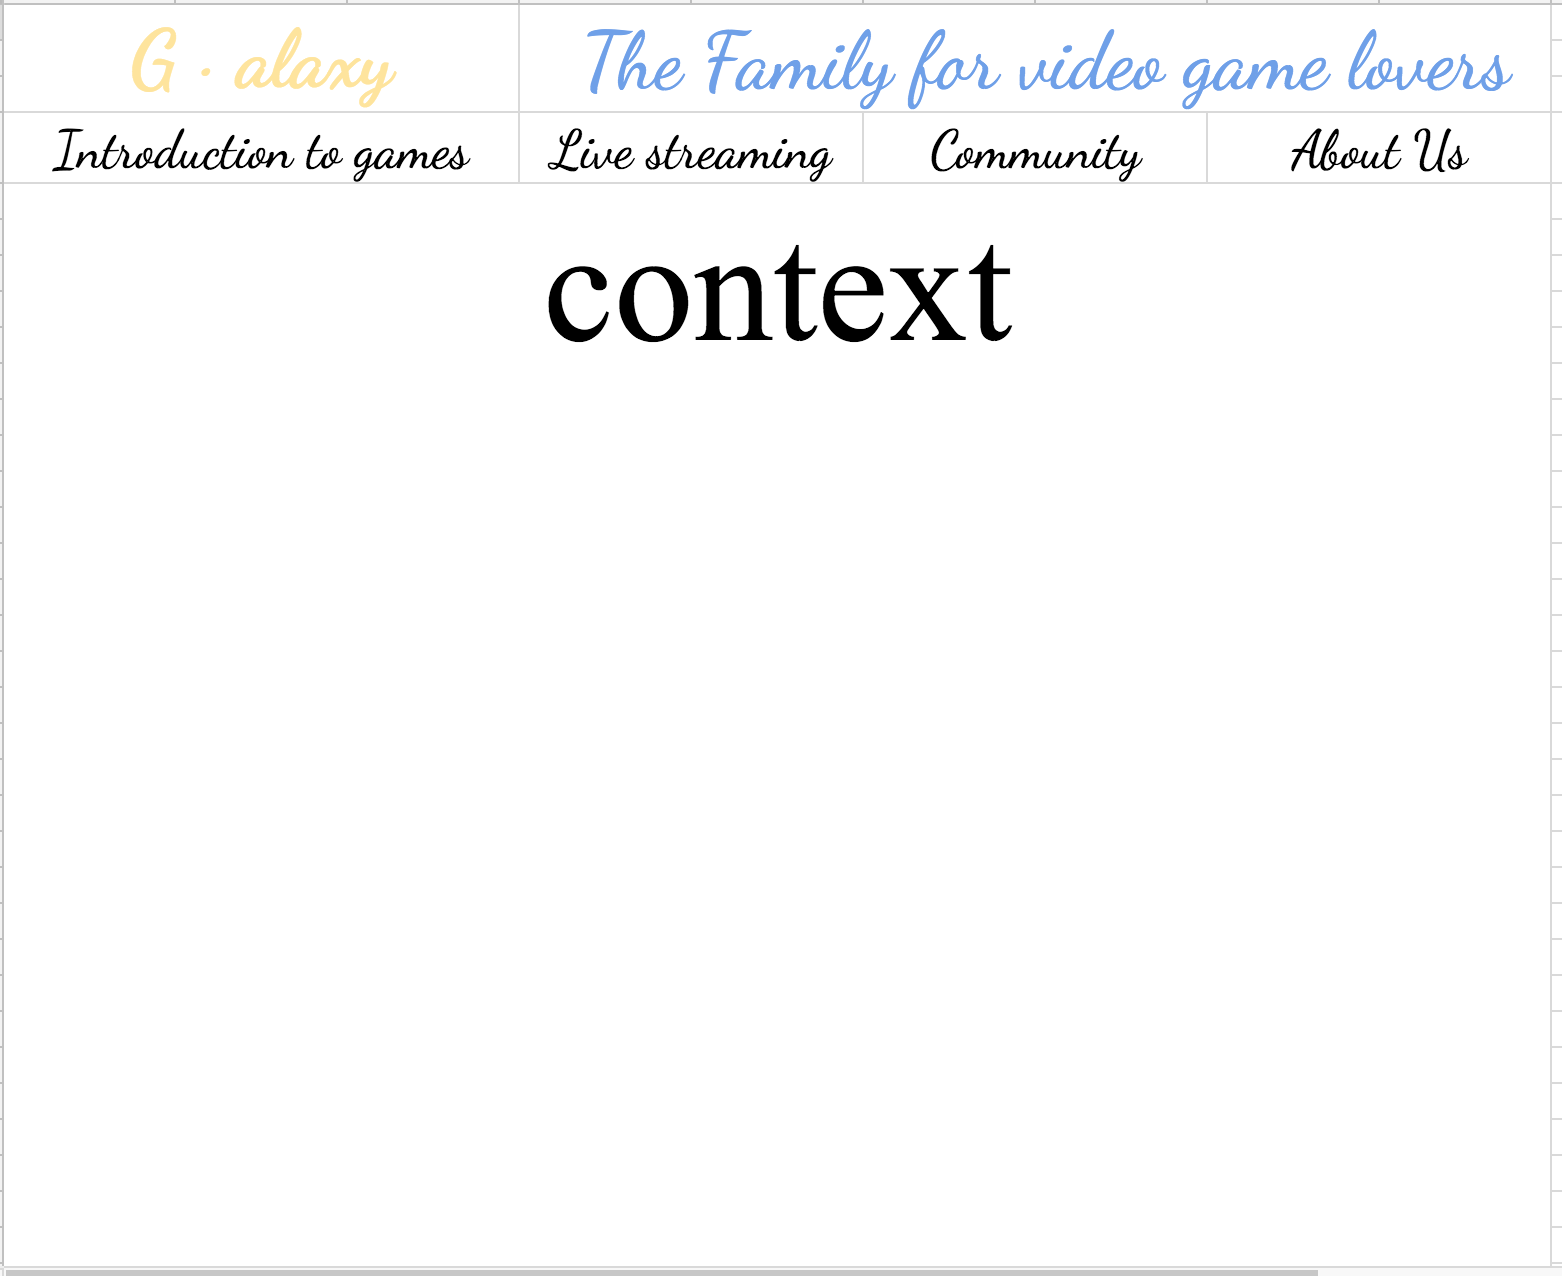 G · alaxy The Family for video game lovers
Introduction to games Live streaming Community About Us
context